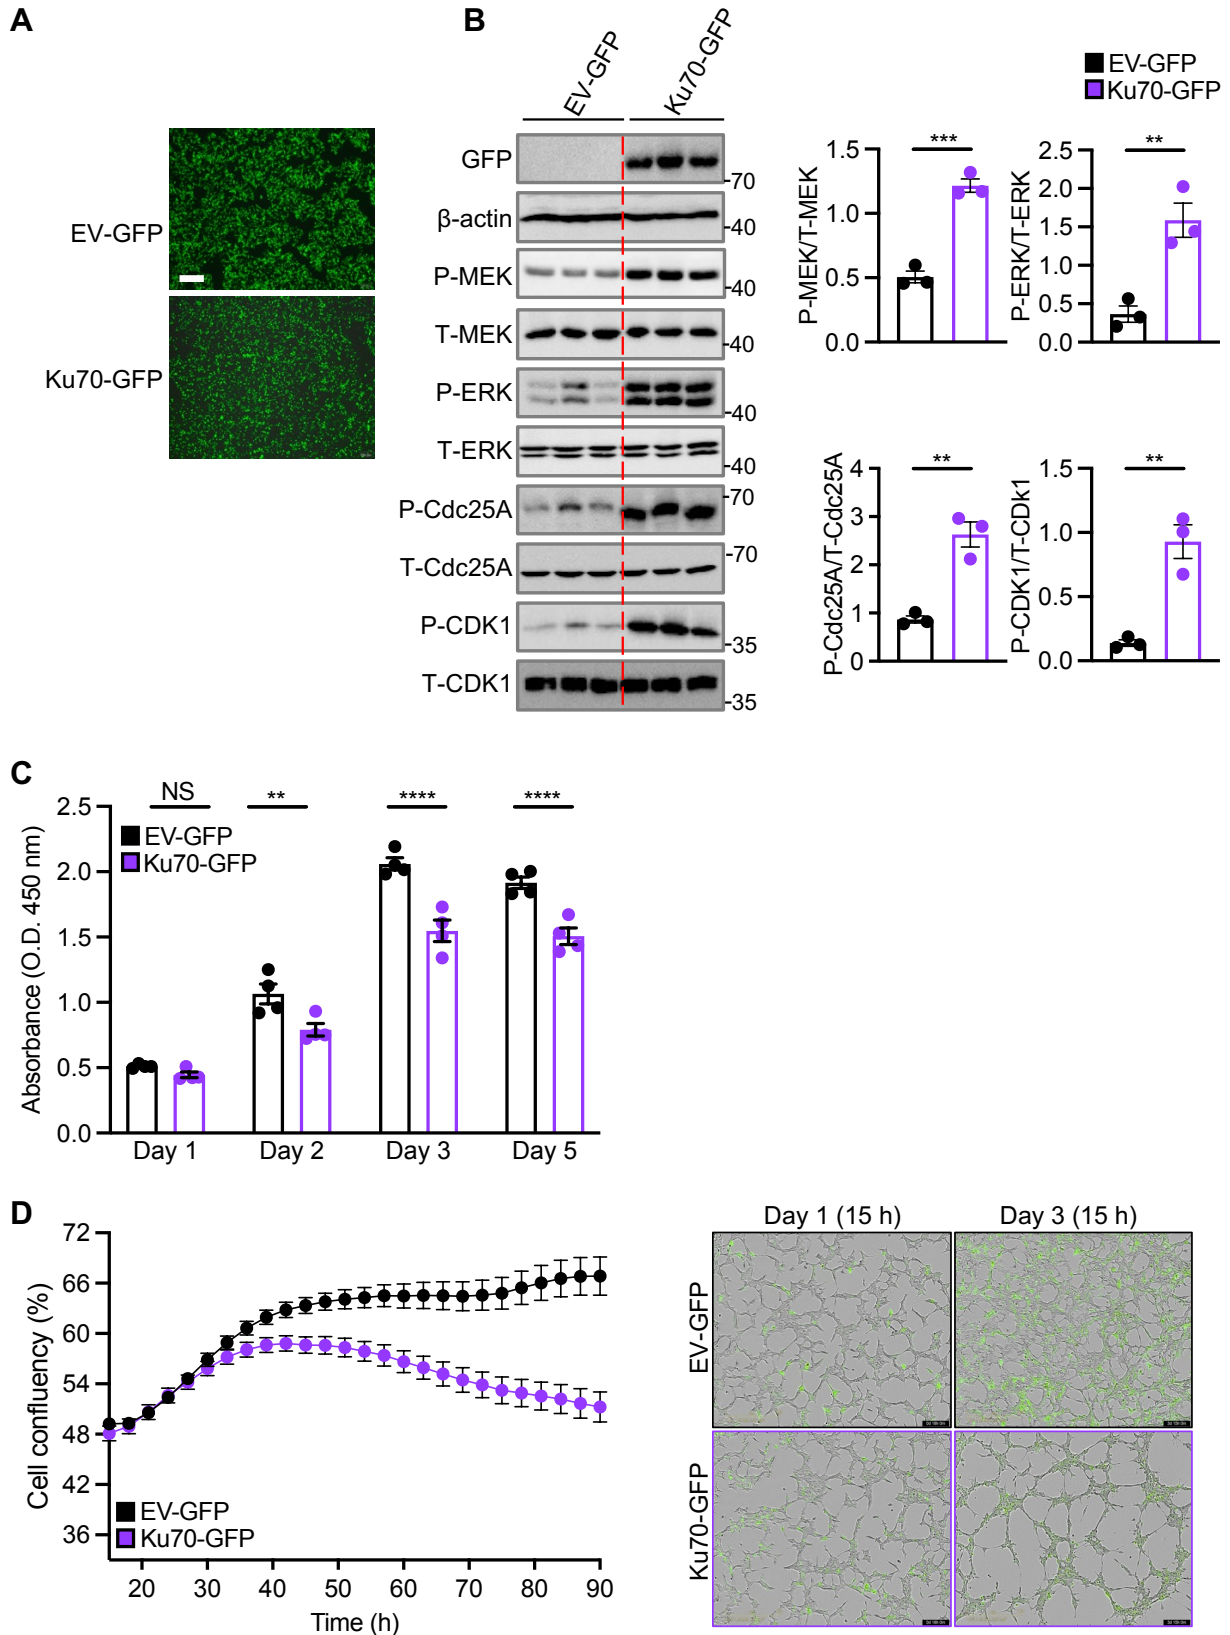 A
EV-GFP
Ku70-GFP
B
EV-GFP
Ku70-GFP
GFP
-70
β-actin
-40
P-MEK
-40
T-MEK
-40
P-ERK
-40
T-ERK
-40
P-Cdc25A
-70
T-Cdc25A
-70
P-CDK1
-35
T-CDK1
-35
EV-GFP
Ku70-GFP
P-MEK/T-MEK
1.5
1.0
0.5
0.0
***
P-ERK/T-ERK
2.5
2.0
1.5
1.0
0.5
0.0
**
P-Cdc25A/T-Cdc25A
4
3
2
1
0
**
P-CDK1/T-CDk1
1.5
1.0
0.5
0.0
**
C
Absorbance (O.D. 450 nm)
2.5
2.0
1.5
1.0
0.5
0.0
EV-GFP
Ku70-GFP
NS
**
****
****
Day 1 Day 2 Day 3 Day 5
D
Cell confluency (%)
72
66
60
54
48
42
36
EV-GFP
Ku70-GFP
20 30 40 50 60 70 80 90
Time (h)
Day 1 (15 h) Day 3 (15 h)
EV-GFP
Ku70-GFP